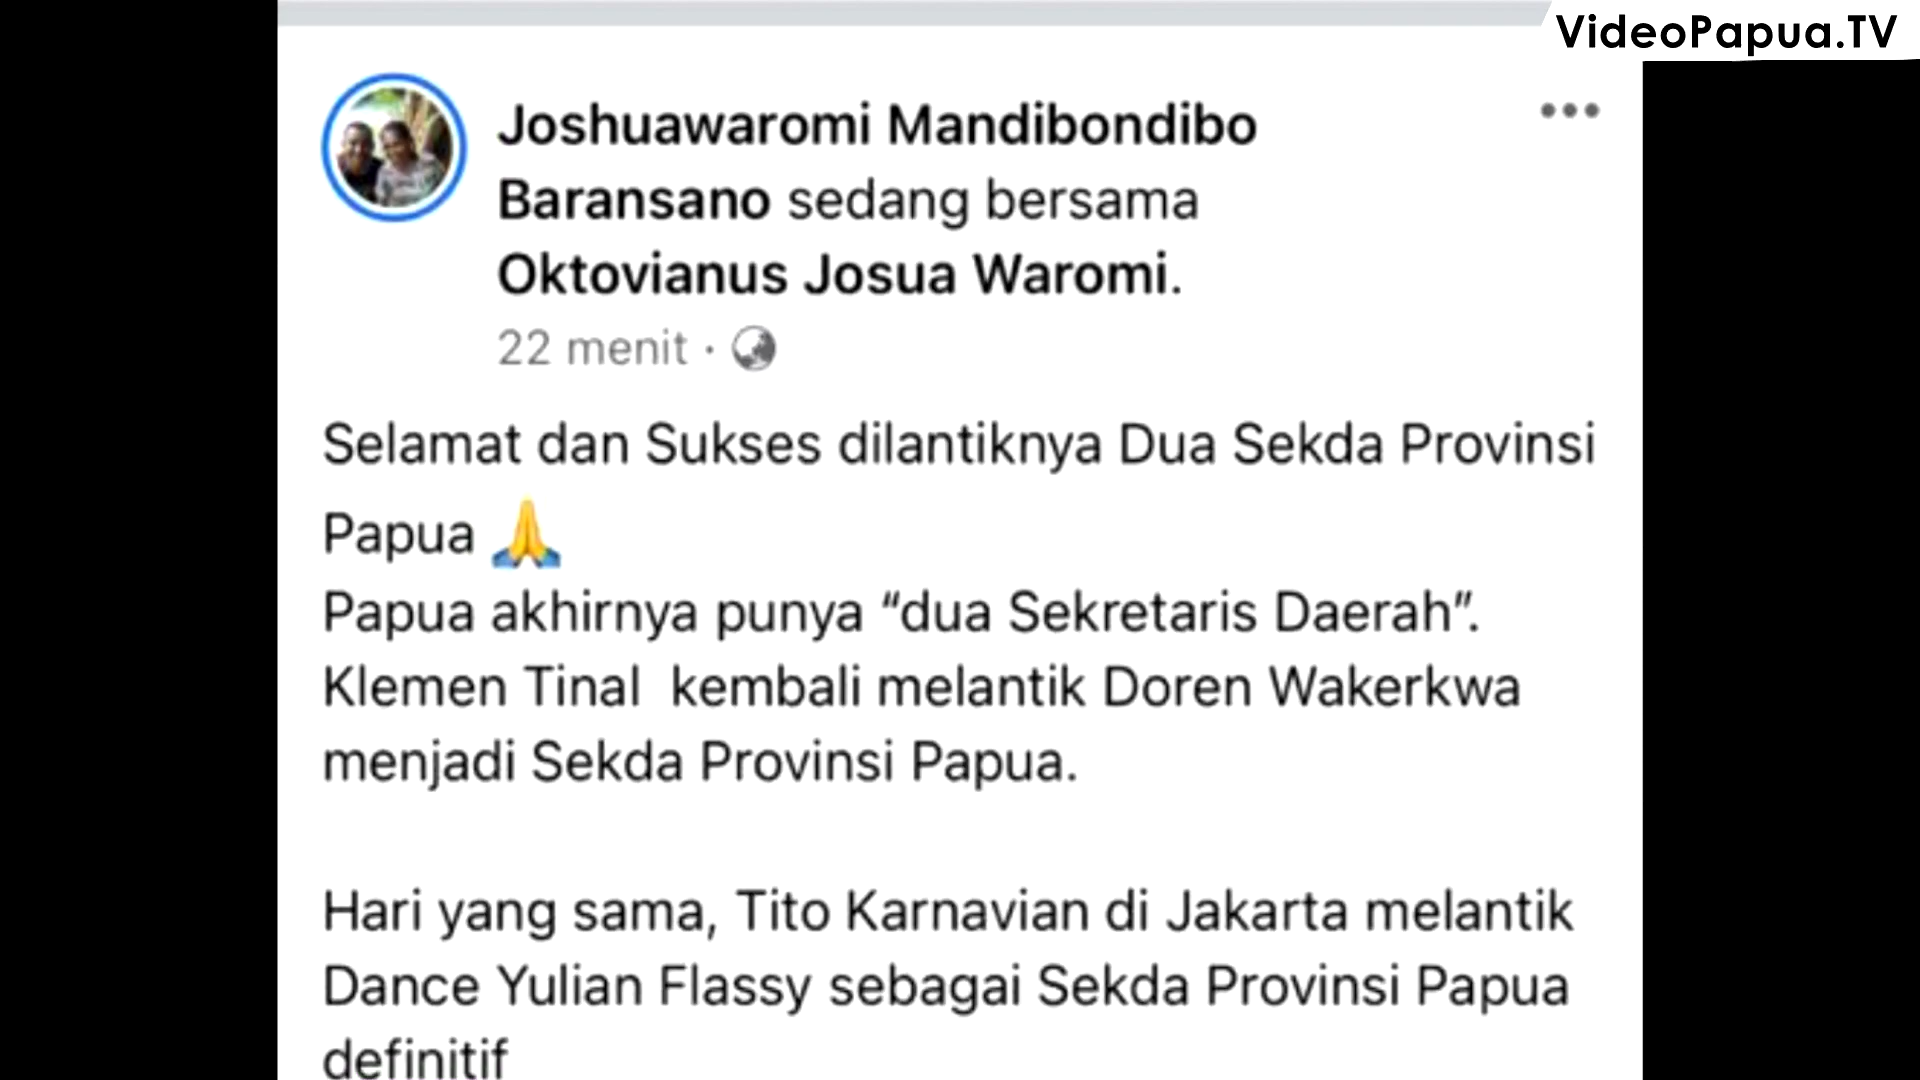 VideoPapua.TV
Joshuawaromi Mandibondibo
Baransano sedang bersama
Oktovianus Josua Waromi.
22 menit ·
Selamat dan Sukses dilantiknya Dua Sekda Provinsi
Papua 🙏
Papua akhirnya punya “dua Sekretaris Daerah”.
Klemen Tinal  kembali melantik Doren Wakerkwa
menjadi Sekda Provinsi Papua.
Hari yang sama, Tito Karnavian di Jakarta melantik
Dance Yulian Flassy sebagai Sekda Provinsi Papua
definitif